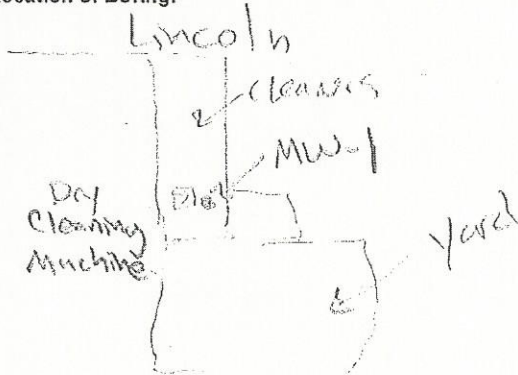 Location of Boring:
Lincoln
Cleaners
MW-1
Dry
Cleaning
Machine
Yard